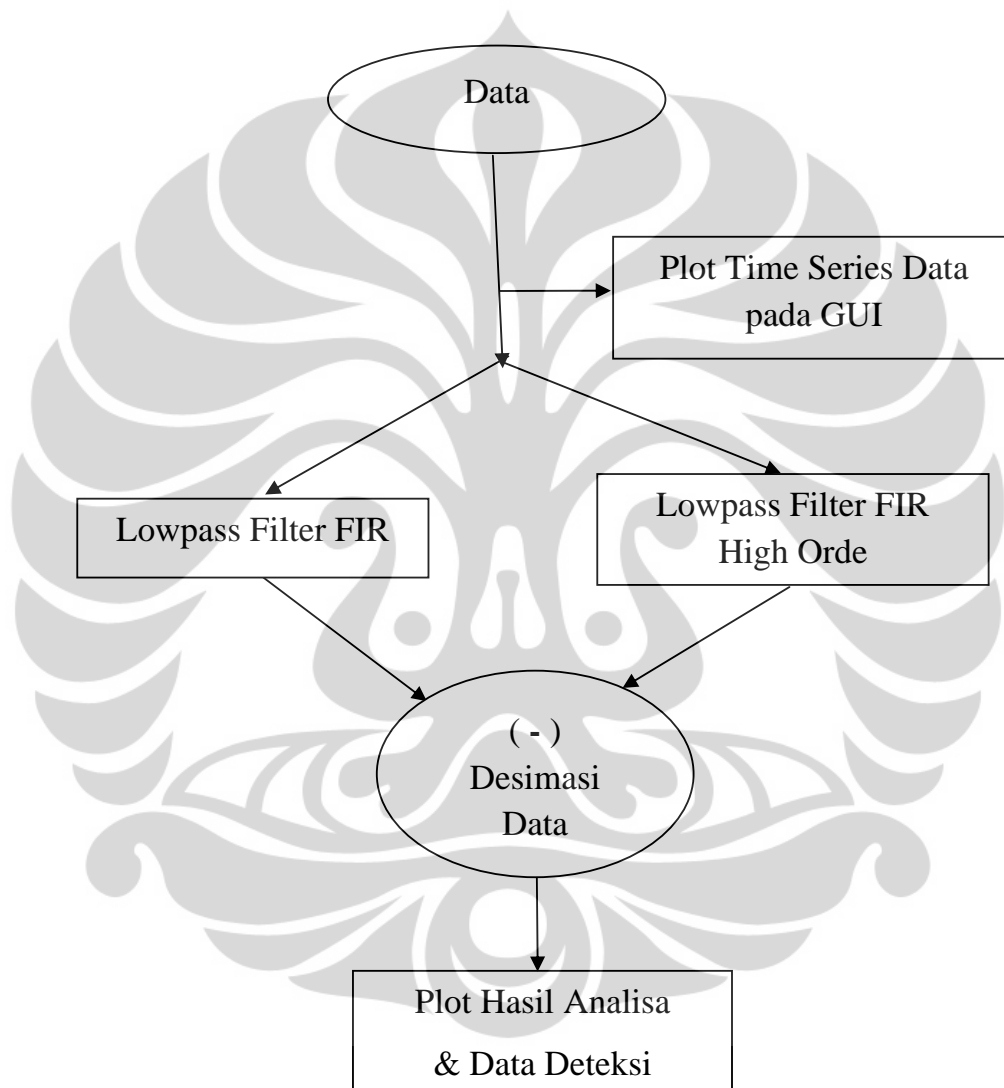 Data
Plot Time Series Data
pada GUI
Lowpass Filter FIR
Lowpass Filter FIR
High Orde
( - )
Desimasi
Data
Plot Hasil Analisa
& Data Deteksi